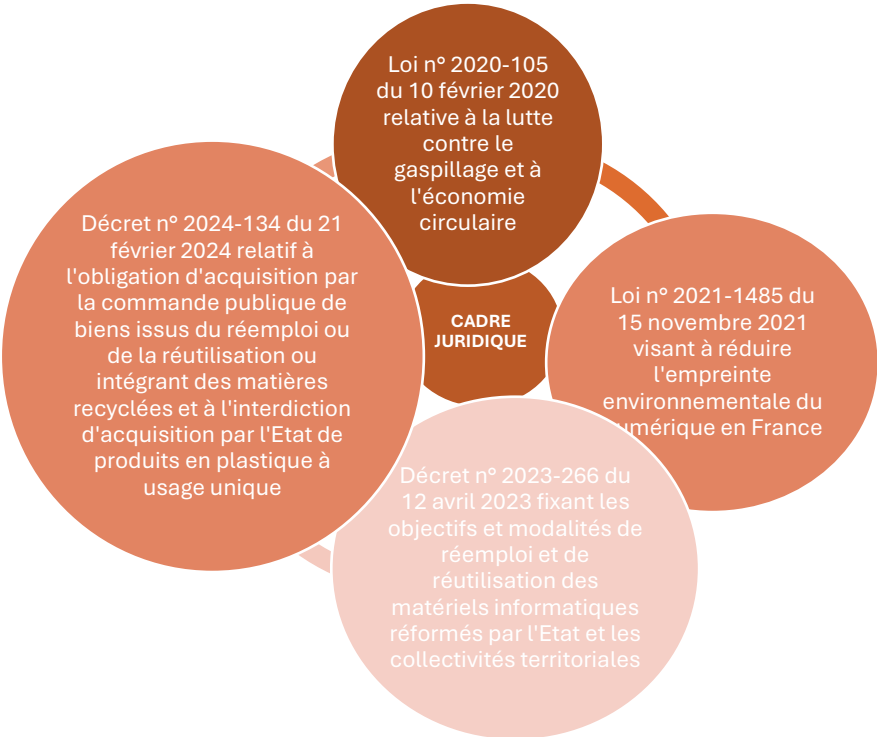 Loi n° 2020-105
du 10 février 2020
relative à la lutte
contre le
gaspillage et à
l'économie
circulaire
Décret n° 2024-134 du 21
février 2024 relatif à
l'obligation d'acquisition par
la commande publique de
biens issus du réemploi ou
de la réutilisation ou
intégrant des matières
recyclées et à l'interdiction
d'acquisition par l'Etat de
produits en plastique à
usage unique
CADRE
JURIDIQUE
Loi n° 2021-1485 du
15 novembre 2021
visant à réduire
l'empreinte
environnementale du
numérique en France
Décret n° 2023-266 du
12 avril 2023 fixant les
objectifs et modalités de
réemploi et de
réutilisation des
matériels informatiques
réformés par l'Etat et les
collectivités territoriales